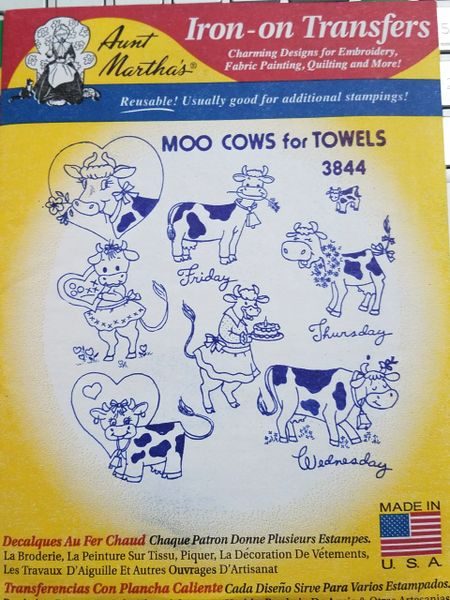 Aunt
Martha's®
Iron-on Transfers
Charming Designs for Embroidery,
Fabric Painting, Quilting and More!
Reusable! Usually good for additional stampings!
MOO COWS for TOWELS
3844
Friday
Thursday
Wednesday
MADE IN
U. S. A.
Decalques Au Fer Chaud Chaque Patron Donne Plusieurs Estampes.
La Broderie, La Peinture Sur Tissu, Piquer, La Décoration De Vétements,
Les Travaux D'Aiguille Et Autres Ouvrages D'Artisanat
Transferencias Con Plancha Caliente Cada Diseño Sirve Para Varios Estampados.